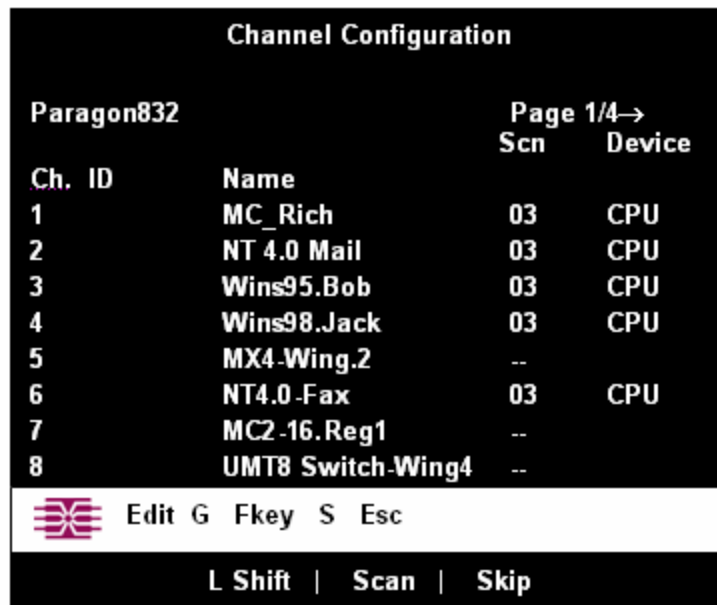 Channel Configuration
Paragon832 Page 1/4→
Scn Device
Ch. ID Name
1 MC_Rich 03 CPU
2 NT 4.0 Mail 03 CPU
3 Wins95.Bob 03 CPU
4 Wins98.Jack 03 CPU
5 MX4-Wing.2 --
6 NT4.0-Fax 03 CPU
7 MC2-16.Reg1 --
8 UMT8 Switch-Wing4 --
Edit G Fkey S Esc
L Shift | Scan | Skip